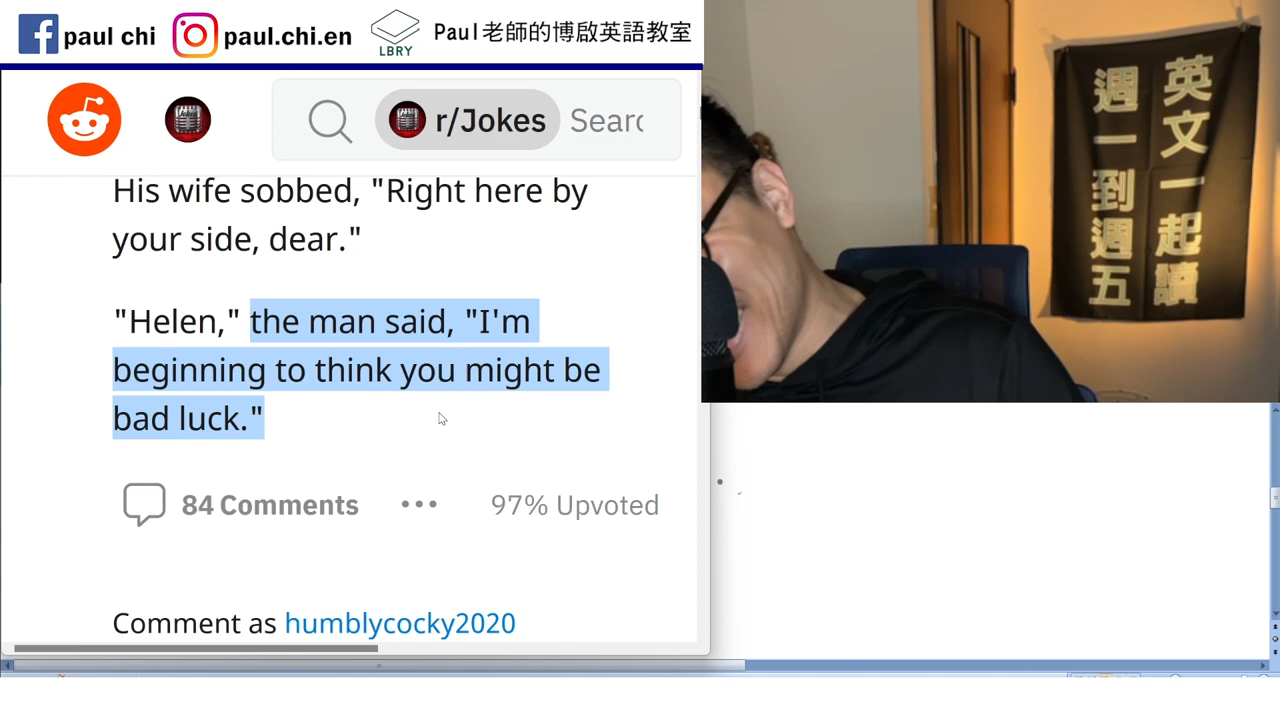 paul chi
paul.chi.en
LBRY
Paul老師的博啟英語教室
r/Jokes
Searc
His wife sobbed, "Right here by
your side, dear."
"Helen," the man said, "I'm
beginning to think you might be
bad luck."
84 Comments
97% Upvoted
Comment as humblycocky2020
英文一起讀
週一到週五